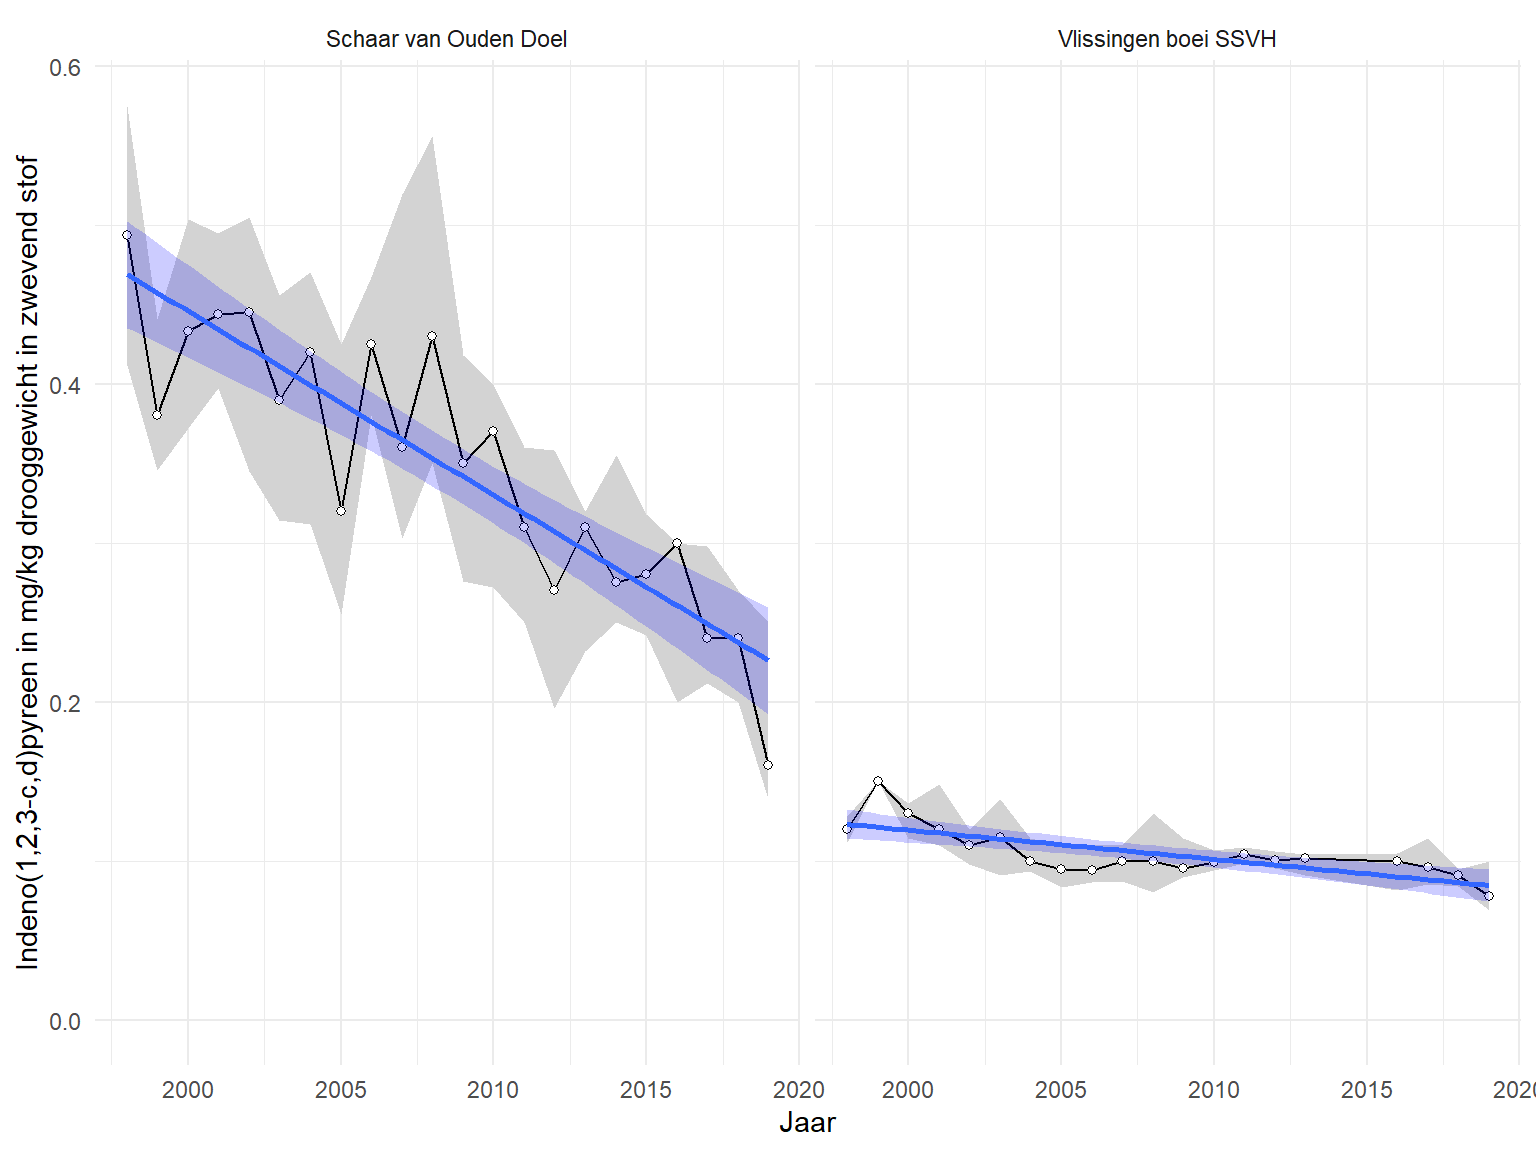 Schaar van Ouden Doel
Vlissingen boei SSVH
Indeno(1,2,3-c,d)pyreen in mg/kg drooggewicht in zwevend stof
0.6
0.4
0.2
0.0
2000 2005 2010 2015 2020 2000 2005 2010 2015 2020
Jaar